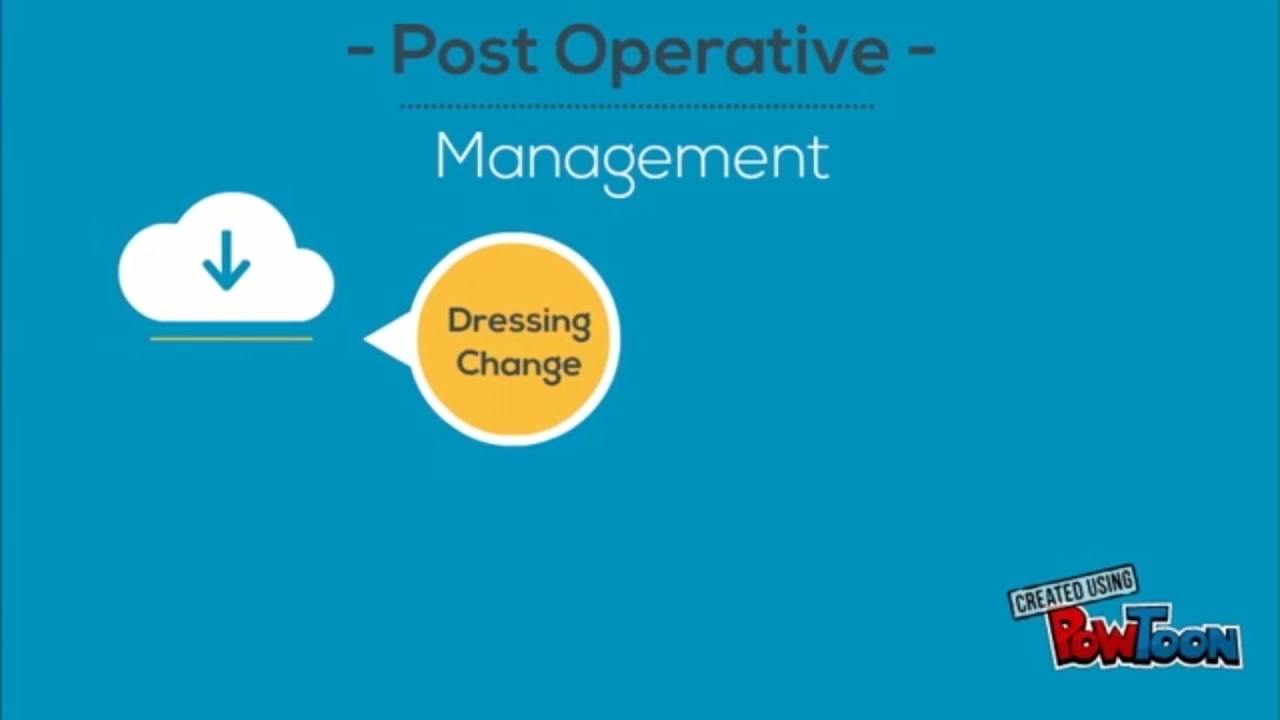 - Post Operative -
Management
Dressing
Change
CREATED USING
POWTOON